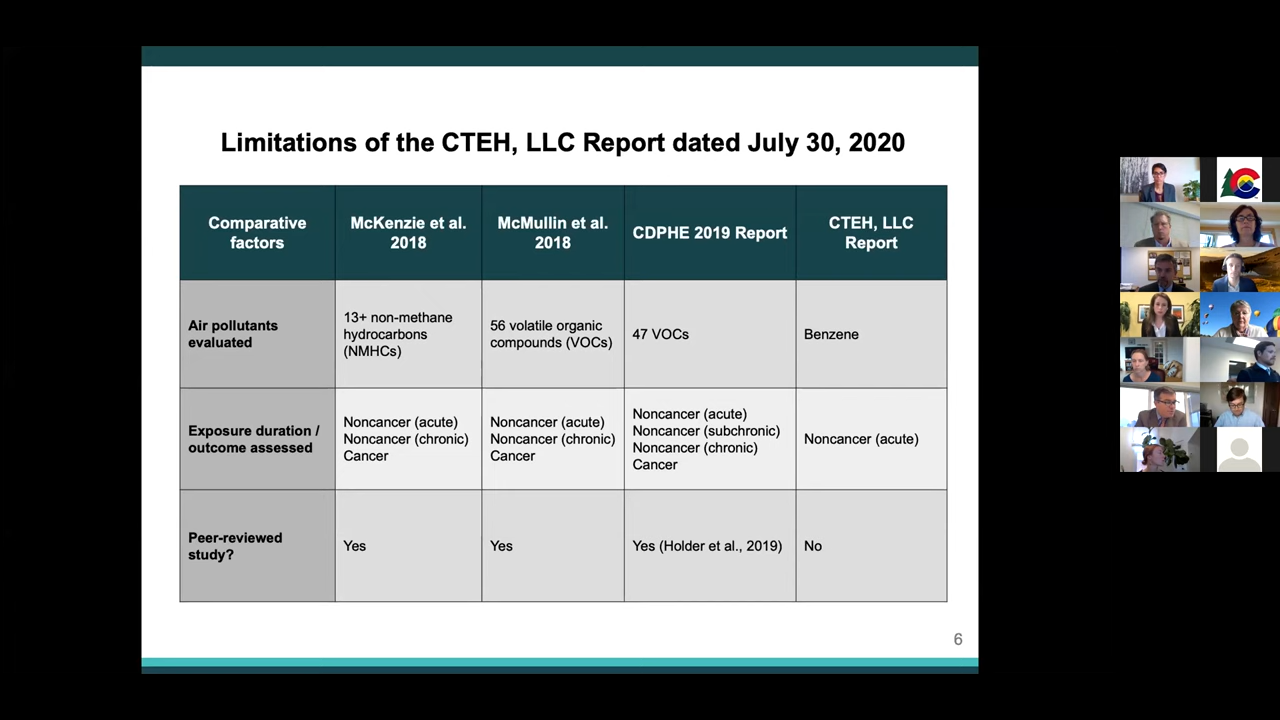 Limitations of the CTEH, LLC Report dated July 30, 2020
Comparative
factors
McKenzie et al.
2018
McMullin et al.
2018
CDPHE 2019 Report
CTEH, LLC
Report
Air pollutants
evaluated
13+ non-methane
hydrocarbons
(NMHCs)
56 volatile organic
compounds (VOCs)
47 VOCs
Benzene
Exposure duration /
outcome assessed
Noncancer (acute)
Noncancer (chronic)
Cancer
Noncancer (acute)
Noncancer (chronic)
Cancer
Noncancer (acute)
Noncancer (subchronic)
Noncancer (chronic)
Cancer
Noncancer (acute)
Peer-reviewed
study?
Yes
Yes
Yes (Holder et al., 2019)
No
6